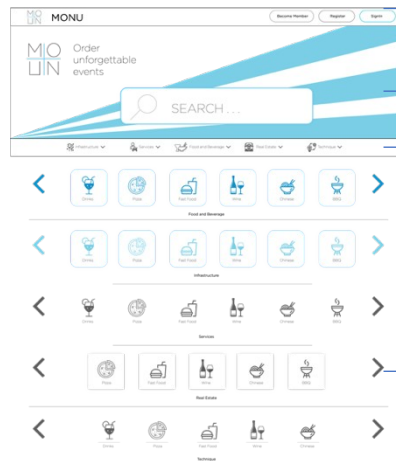 MO
UN
MONU
Become Member
Register
Signin
MO
UN
Order
unforgettable
events
SEARCH...
Infrastructure
Services
Food and Beverage
Real Estate
Technique
Drinks
Pizza
Fast Food
Wine
Chinese
BBQ
Food and Beverage
Drinks
Pizza
Fast Food
Wine
Chinese
BBQ
Infrastructure
Drinks
Pizza
Fast Food
Wine
Chinese
BBQ
Services
Pizza
Fast Food
Wine
Chinese
BBQ
Real Estate
Drinks
Pizza
Fast Food
Wine
Chinese
Technique